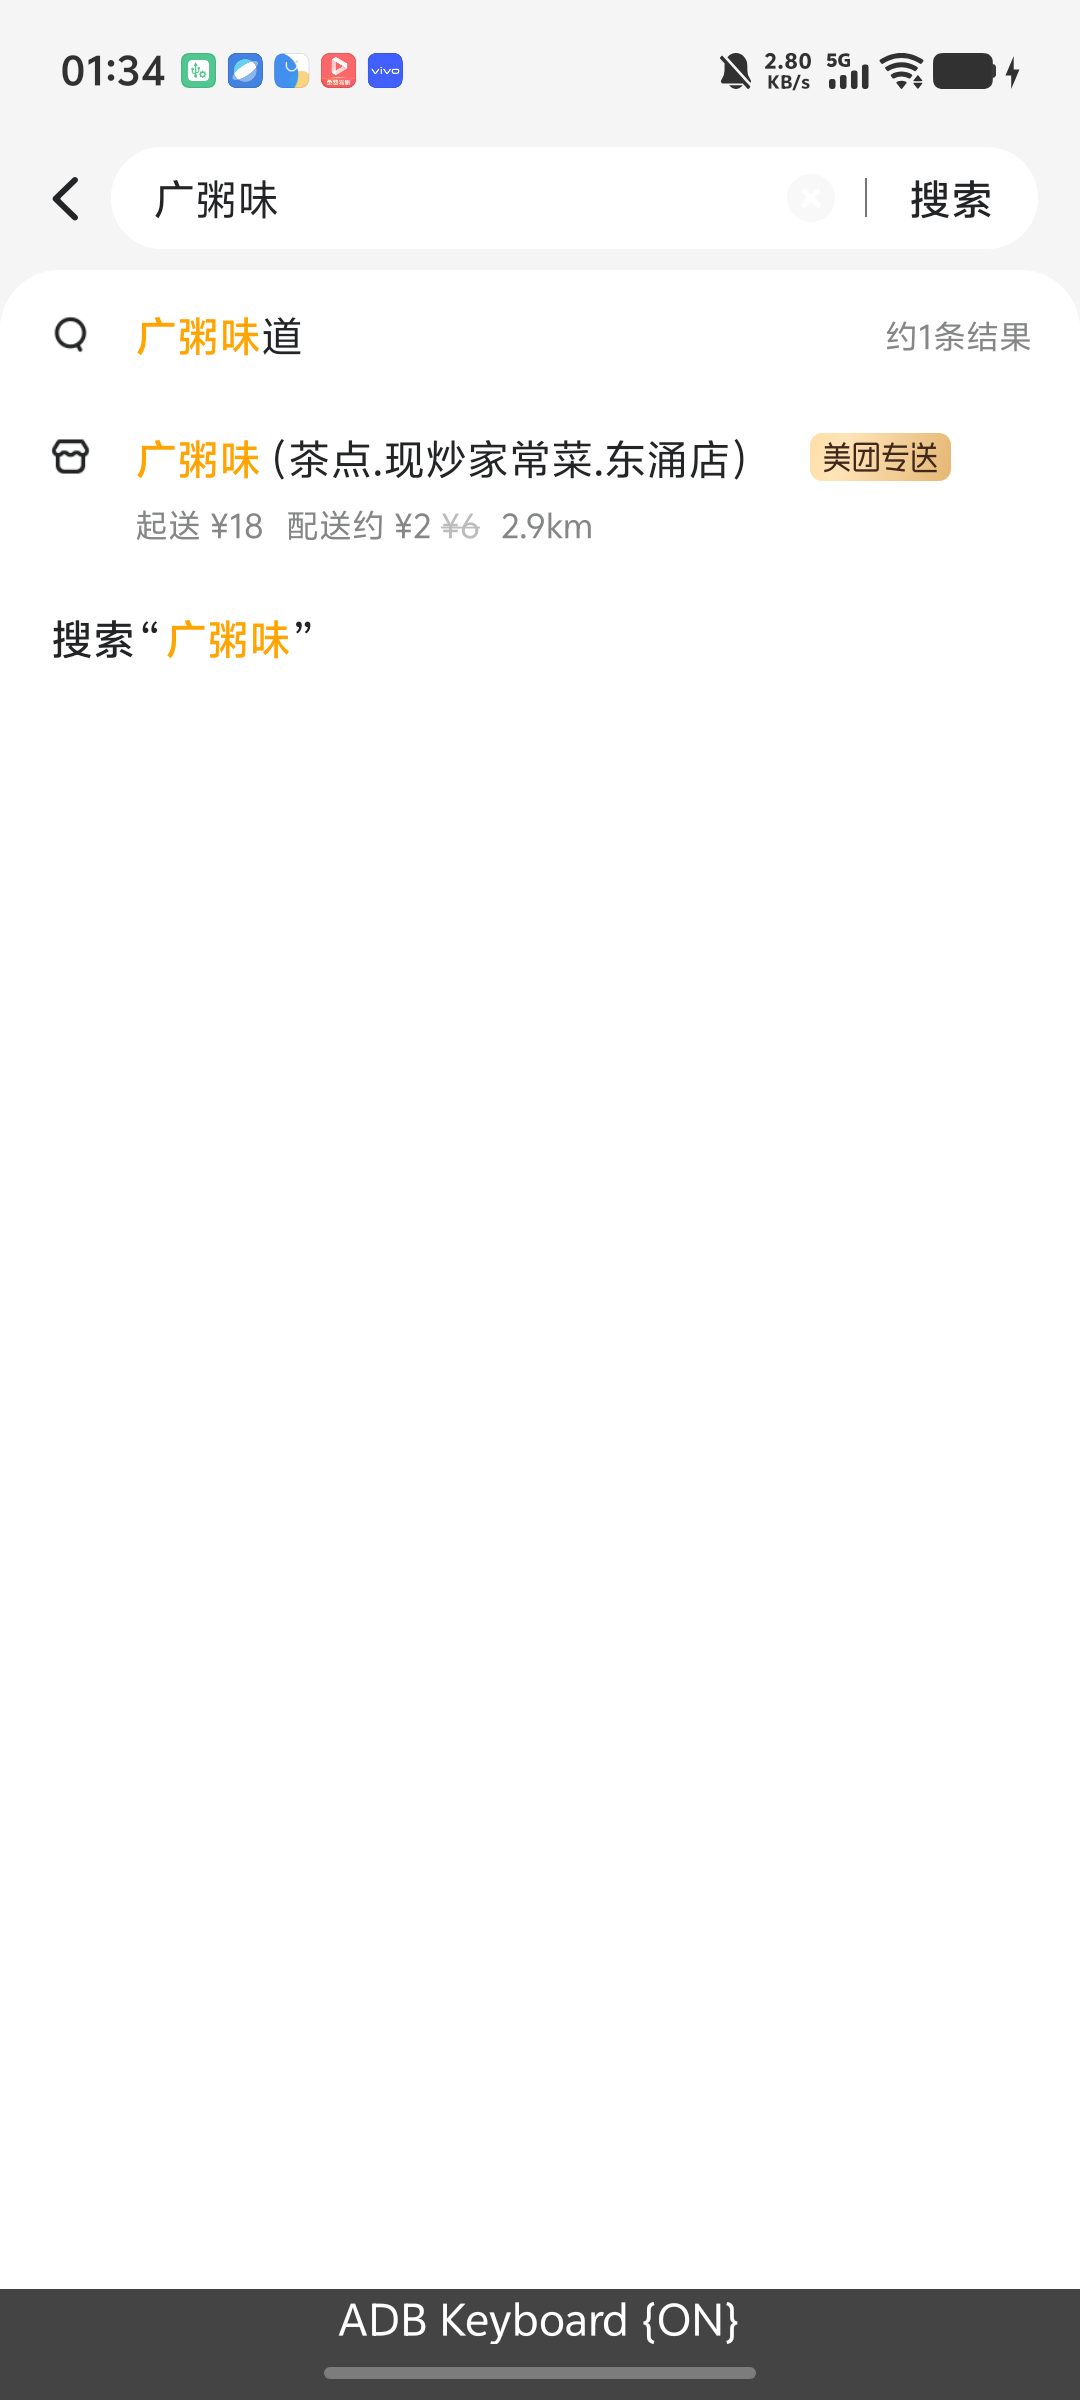 01:34
vivo
2.80 KB/s 5G
广粥味
搜索
广粥味道 约1条结果
广粥味 (茶点.现炒家常菜.东涌店) 美团专送
起送 ¥18 配送约 ¥2 ¥6 2.9km
搜索“广粥味”
ADB Keyboard {ON}